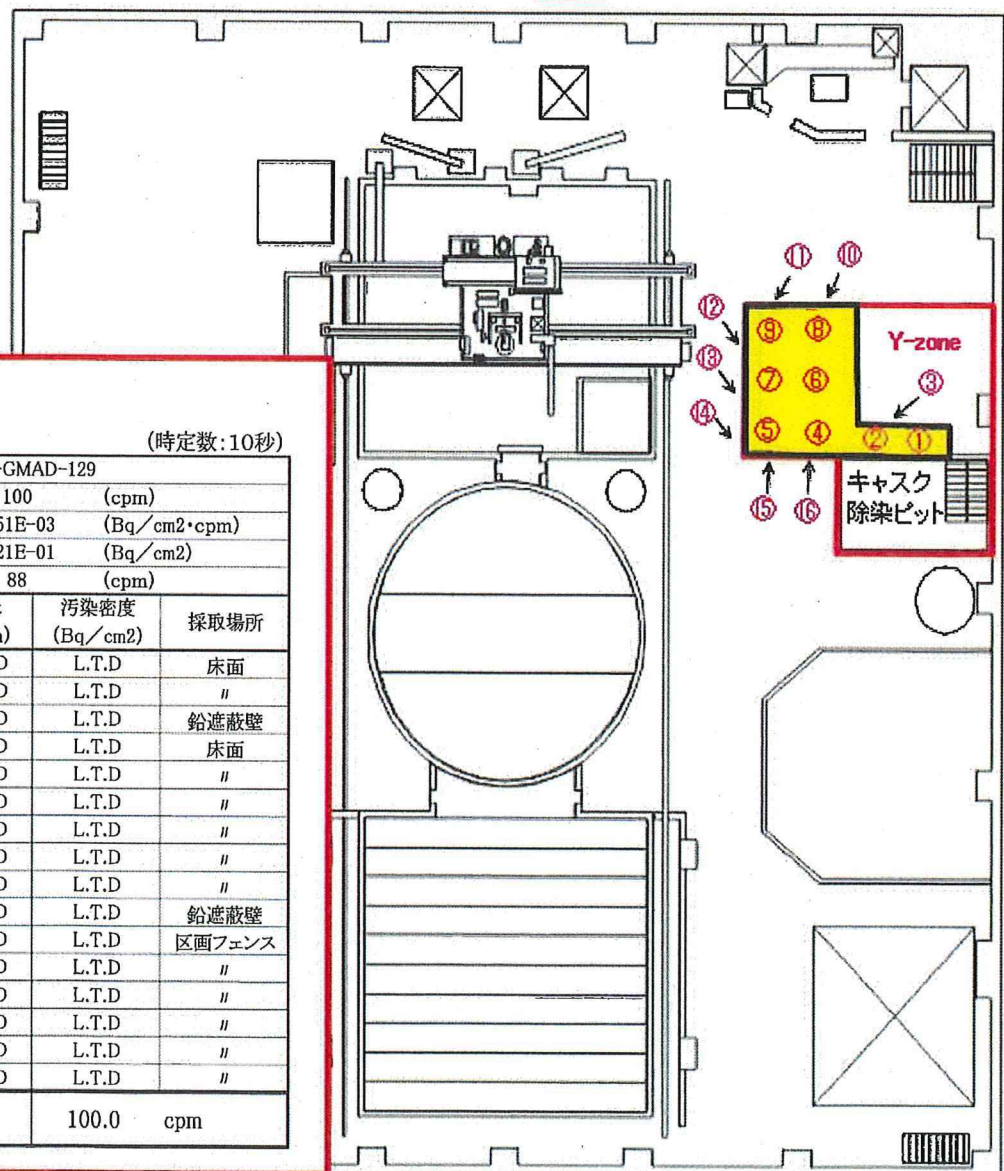 (時定数:10秒)
-GMAD-129
100 (cpm)
51E-03 (Bq/cm2・cpm)
21E-01 (Bq/cm2)
88 (cpm)
汚染密度
(Bq/cm2)
採取場所
D L.T.D 床面
D L.T.D 〃
D L.T.D 鉛遮蔽壁
D L.T.D 床面
D L.T.D 〃
D L.T.D 〃
D L.T.D 〃
D L.T.D 〃
D L.T.D 〃
D L.T.D 鉛遮蔽壁
D L.T.D 区画フェンス
D L.T.D 〃
D L.T.D 〃
D L.T.D 〃
D L.T.D 〃
D L.T.D 〃
100.0 cpm
⑪ ⑩
⑫ ⑨ ⑧ Y-zone
⑬ ⑦ ⑥ ③
⑭ ⑤ ④ ② ①
⑮ ⑯
キャスク
除染ピット